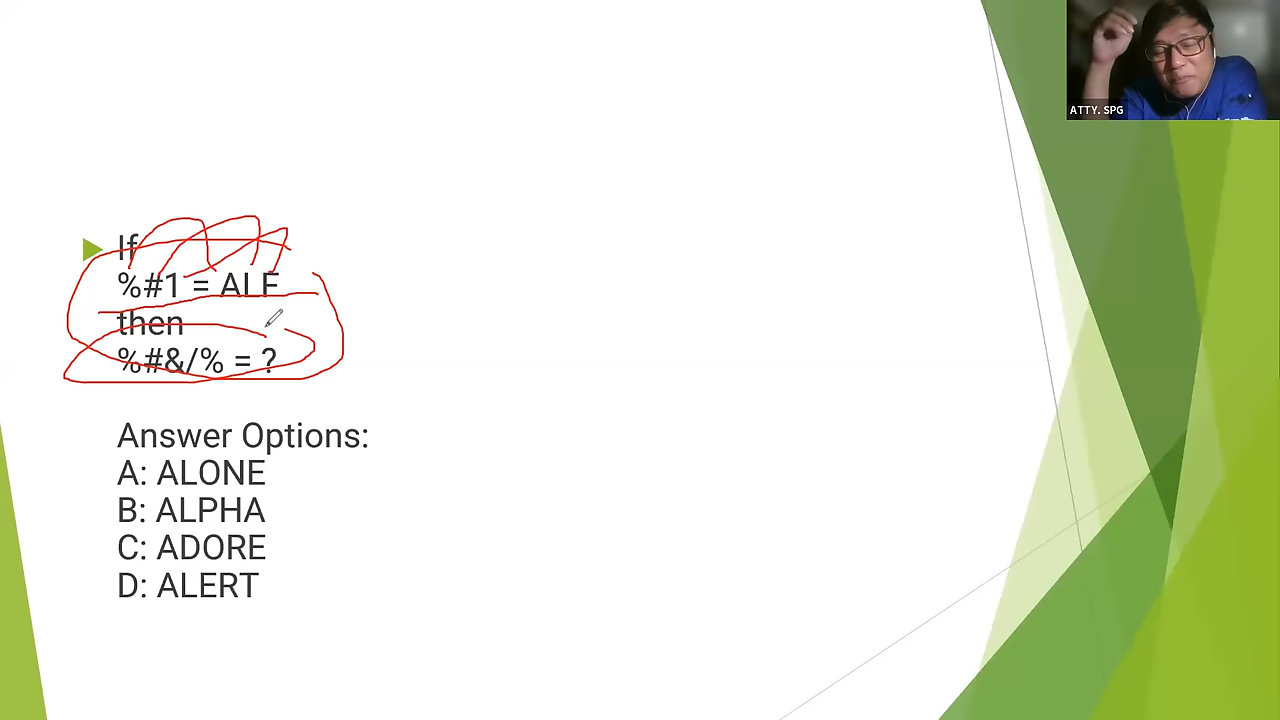 ATTY. SPG
If
%#1 = ALF
then
%#&/% = ?
Answer Options:
A: ALONE
B: ALPHA
C: ADORE
D: ALERT